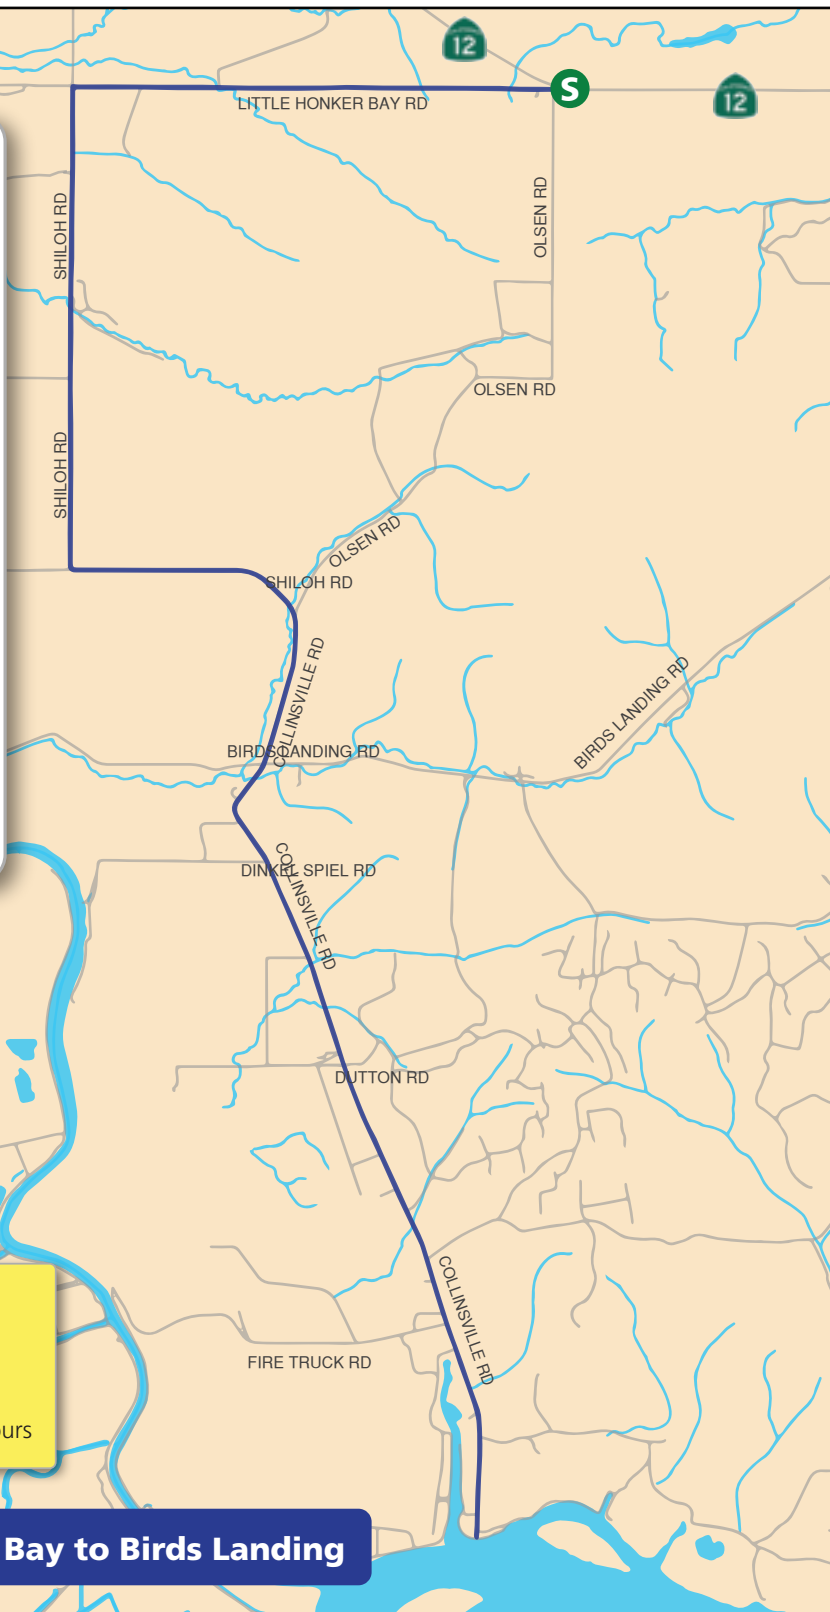 12
S
12
LITTLE HONKER BAY RD
SHILOH RD
OLSEN RD
OLSEN RD
SHILOH RD
OLSEN RD
SHILOH RD
COLLINSVILLE RD
BIRDS LANDING RD
BIRDS LANDING RD
COLLINSVILLE RD
DINKEL SPIEL RD
DUTTON RD
COLLINSVILLE RD
FIRE TRUCK RD
urs
Bay to Birds Landing